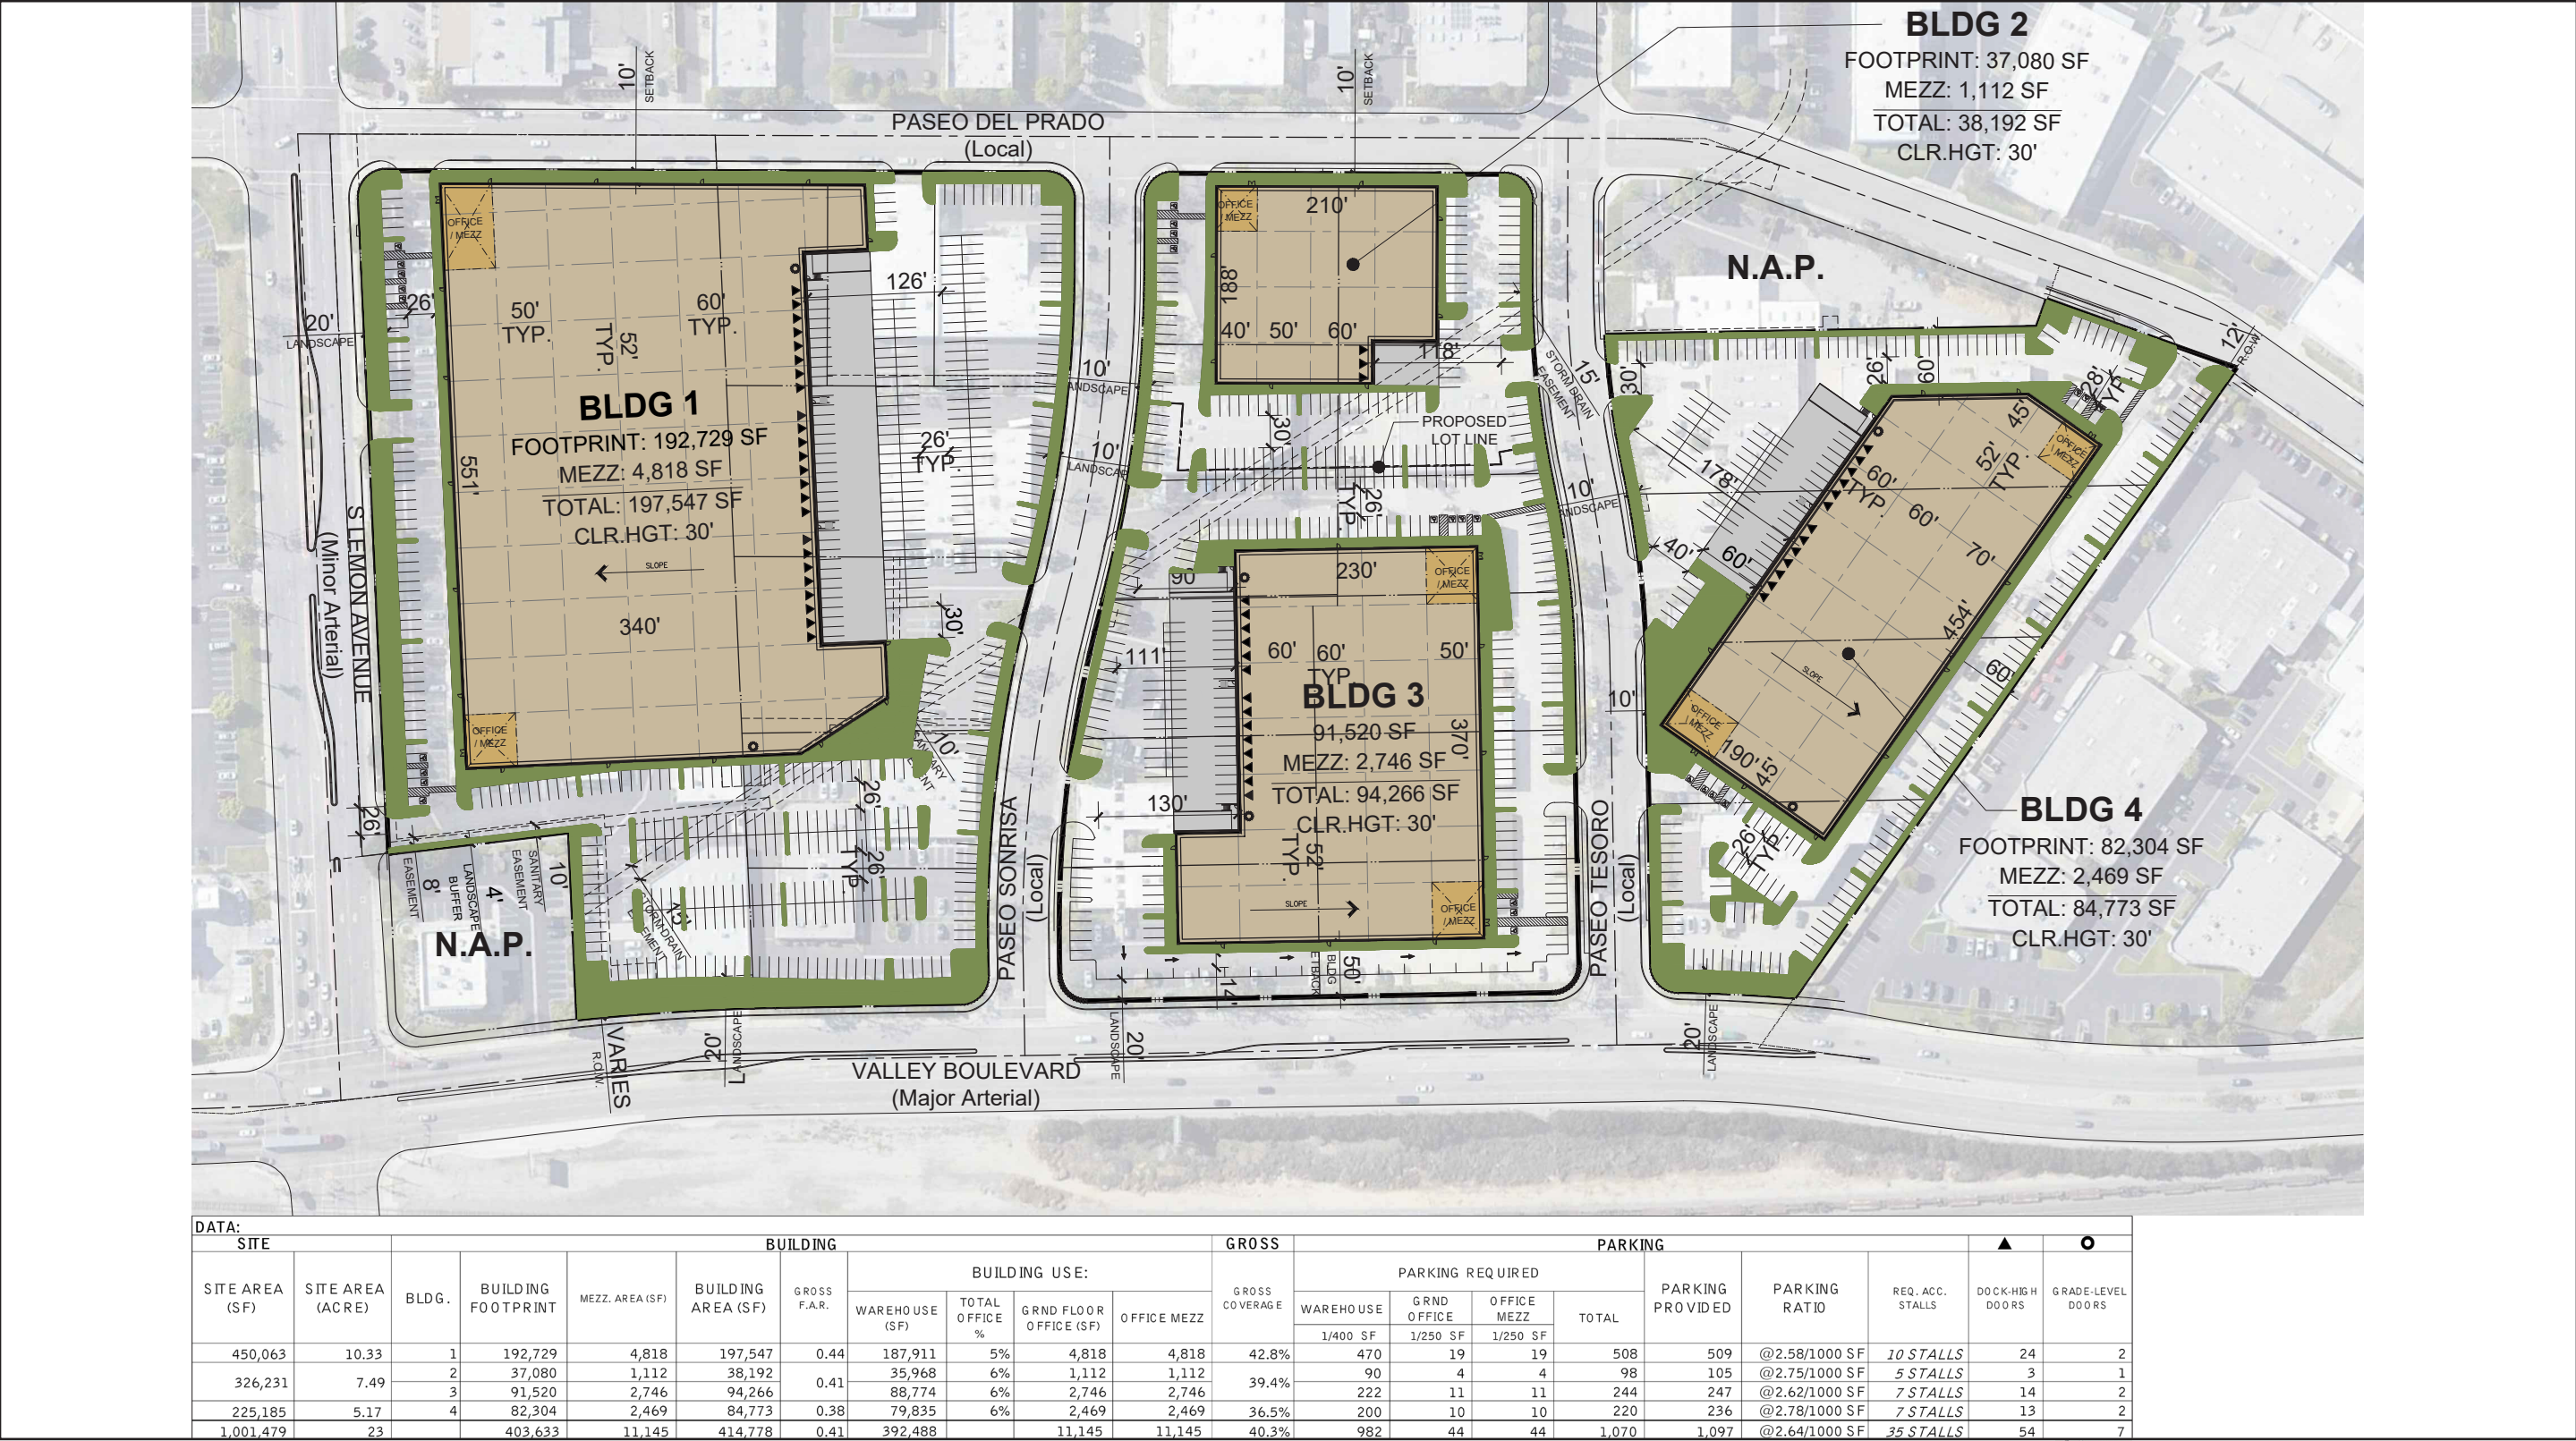 BLDG 2
FOOTPRINT: 37,080 SF
MEZZ: 1,112 SF
TOTAL: 38,192 SF
CLR.HGT: 30'
10'
SETBACK
10'
SETBACK
PASEO DEL PRADO
(Local)
OFFICE
/ MEZZ
OFFICE
/ MEZZ
210'
188'
40' 50' 60'
118'
N.A.P.
12'
R.O.W
126'
26'
20'
LANDSCAPE
50'
TYP.
52'
TYP.
60'
TYP.
BLDG 1
FOOTPRINT: 192,729 SF
MEZZ: 4,818 SF
TOTAL: 197,547 SF
CLR.HGT: 30'
SLOPE
551'
340'
26'
TYP.
30'
10'
LANDSCAPE
10'
STORM DRAIN
EASEMENT
15'
30'
PROPOSED
LOT LINE
26'
TYP.
10'
30'
26'
60'
28'
TYP.
45'
OFFICE
/ MEZZ
52'
TYP.
178'
60'
TYP.
60'
70'
40'
60'
454'
60'
SLOPE
10'
OFFICE
/ MEZZ
190'
45'
26'
TYP.
S LEMON AVENUE
(Minor Arterial)
OFFICE
/ MEZZ
10'
26'
26'
26'
TYP.
90'
230'
OFFICE
/ MEZZ
111'
60' 60'
TYP.
50'
BLDG 3
91,520 SF
370'
MEZZ: 2,746 SF
TOTAL: 94,266 SF
CLR.HGT: 30'
130'
52'
TYP.
SLOPE
OFFICE
/ MEZZ
BLDG 4
FOOTPRINT: 82,304 SF
MEZZ: 2,469 SF
TOTAL: 84,773 SF
CLR.HGT: 30'
PASEO SONRISA
(Local)
PASEO TESORO
(Local)
EASEMENT
8'
LANDSCAPE
BUFFER
4'
SANITARY
EASEMENT
10'
N.A.P.
15'
STORM DRAIN
14'
BLDG
50'
VARIES
R.O.W.
20'
LANDSCAPE
20'
LANDSCAPE
20'
LANDSCAPE
VALLEY BOULEVARD
(Major Arterial)
DATA:
SITE BUILDING GROSS PARKING
SITE AREA (SF) SITE AREA (ACRE) BLDG. BUILDING FOOTPRINT MEZZ. AREA (SF) BUILDING AREA (SF) GROSS F.A.R. BUILDING USE: GROSS COVERAGE PARKING REQUIRED PARKING PROVIDED PARKING RATIO REQ. ACC. STALLS DOCK-HIGH DOORS GRADE-LEVEL DOORS
WAREHOUSE (SF) TOTAL OFFICE % GRND FLOOR OFFICE (SF) OFFICE MEZZ WAREHOUSE GRND OFFICE OFFICE MEZZ TOTAL
1/400 SF 1/250 SF 1/250 SF
450,063 10.33 1 192,729 4,818 197,547 0.44 187,911 5% 4,818 4,818 42.8% 470 19 19 508 509 @2.58/1000 SF 10 STALLS 24 2
2 37,080 1,112 38,192 35,968 6% 1,112 1,112 90 4 4 98 105 @2.75/1000 SF 5 STALLS 3 1
326,231 7.49 0.41 39.4%
3 91,520 2,746 94,266 88,774 6% 2,746 2,746 222 11 11 244 247 @2.62/1000 SF 7 STALLS 14 2
225,185 5.17 4 82,304 2,469 84,773 0.38 79,835 6% 2,469 2,469 36.5% 200 10 10 220 236 @2.78/1000 SF 7 STALLS 13 2
1,001,479 23 403,633 11,145 414,778 0.41 392,488 11,145 11,145 40.3% 982 44 44 1,070 1,097 @2.64/1000 SF 35 STALLS 54 7